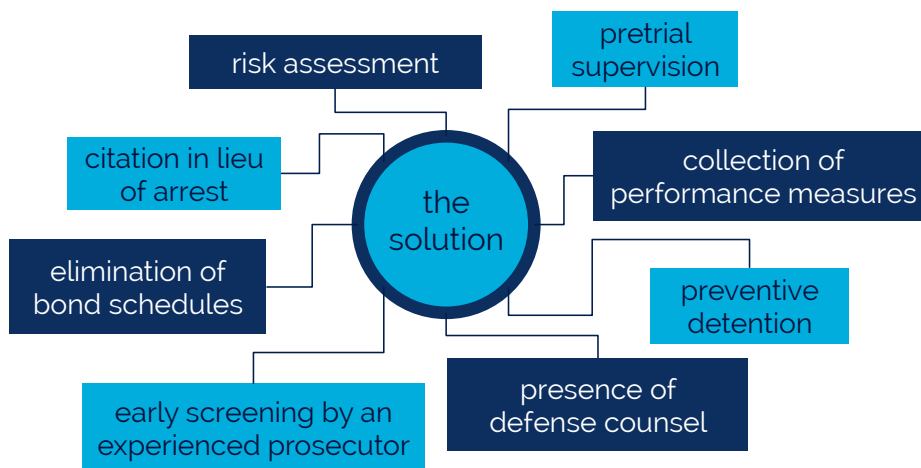 risk assessment
pretrial
supervision
citation in lieu
of arrest
the
solution
collection of
performance measures
elimination of
bond schedules
preventive
detention
early screening by an
experienced prosecutor
presence of
defense counsel